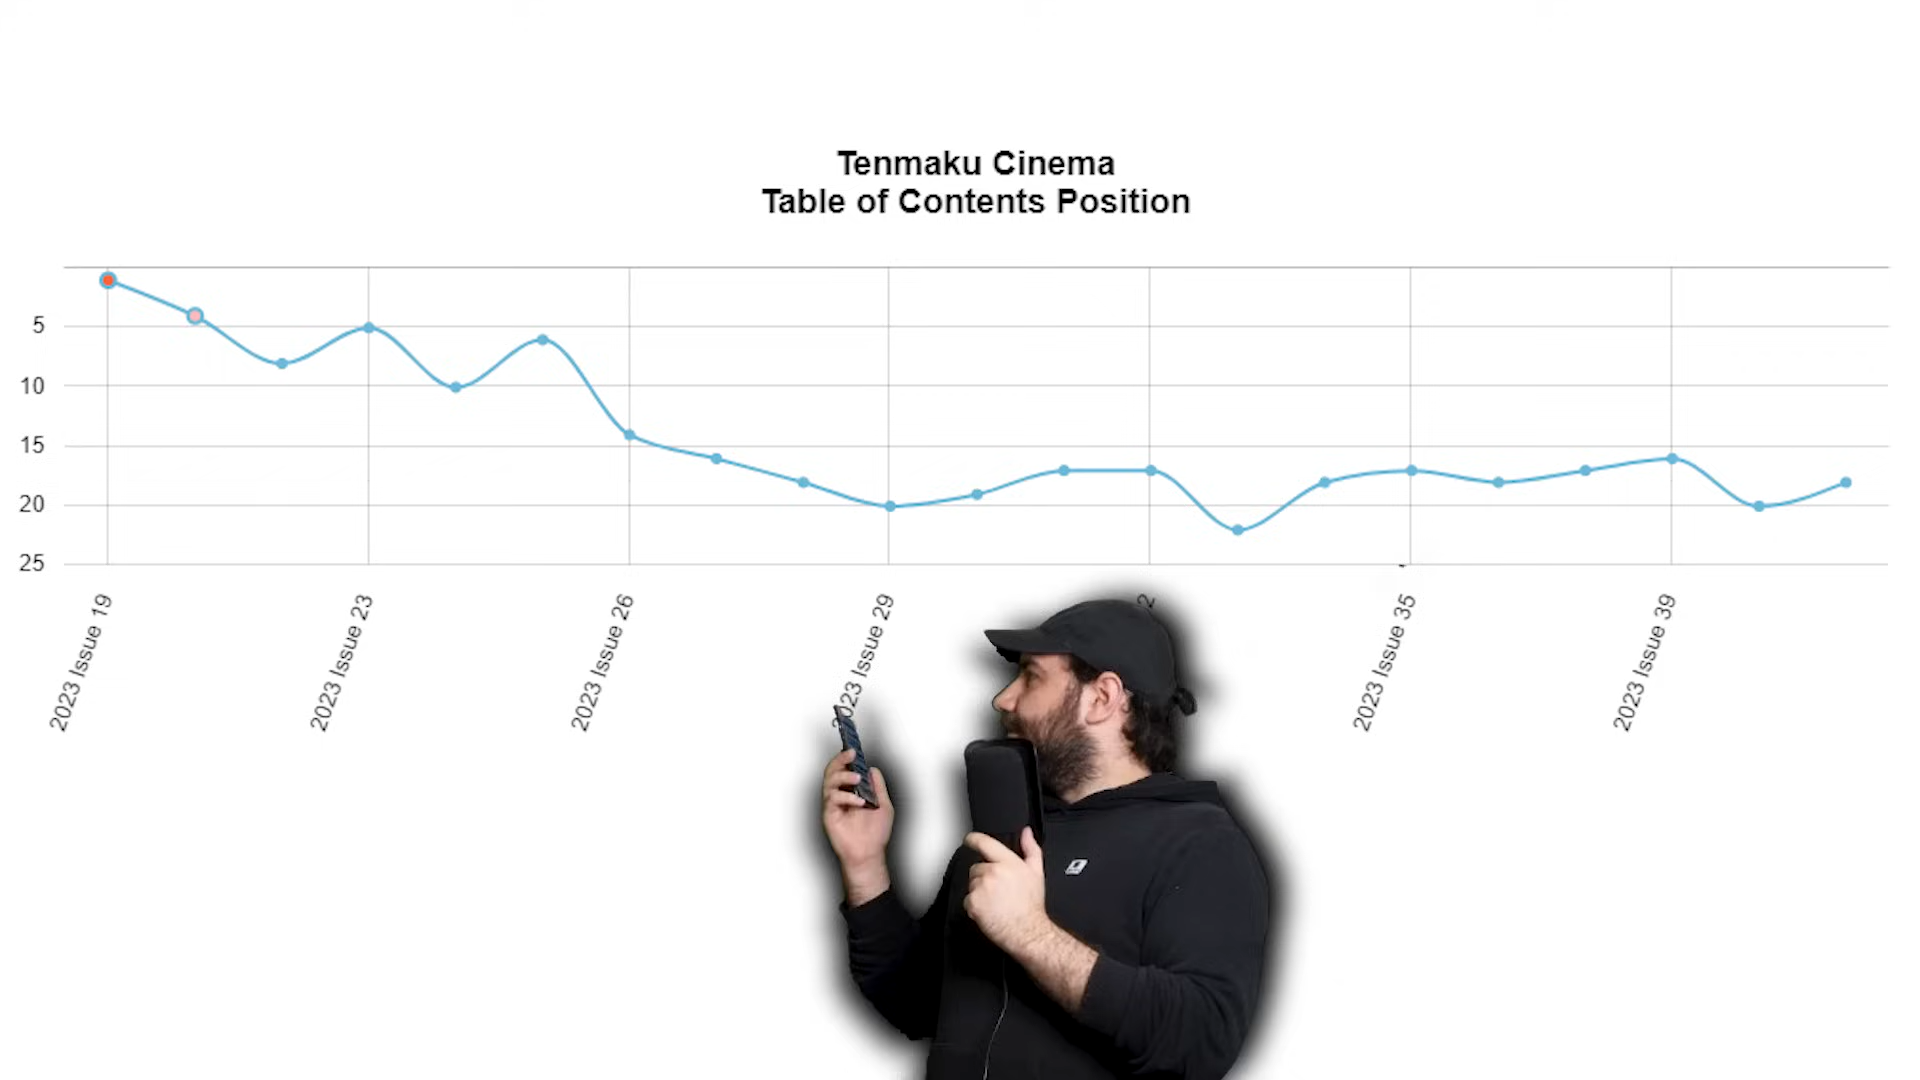 Tenmaku Cinema
Table of Contents Position
5
10
15
20
25
2023 Issue 19
2023 Issue 23
2023 Issue 26
2023 Issue 29
2
2023 Issue 35
2023 Issue 39